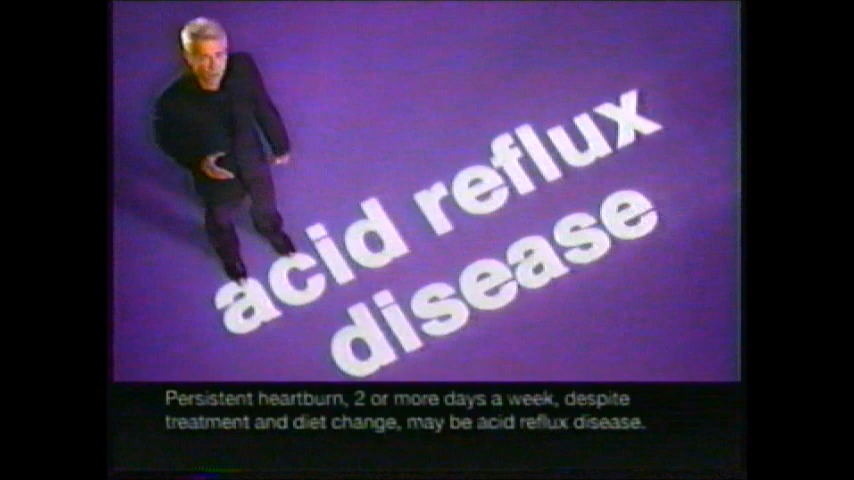 acid reflux
disease
Persistent heartburn, 2 or more days a week, despite
treatment and diet change, may be acid reflux disease.